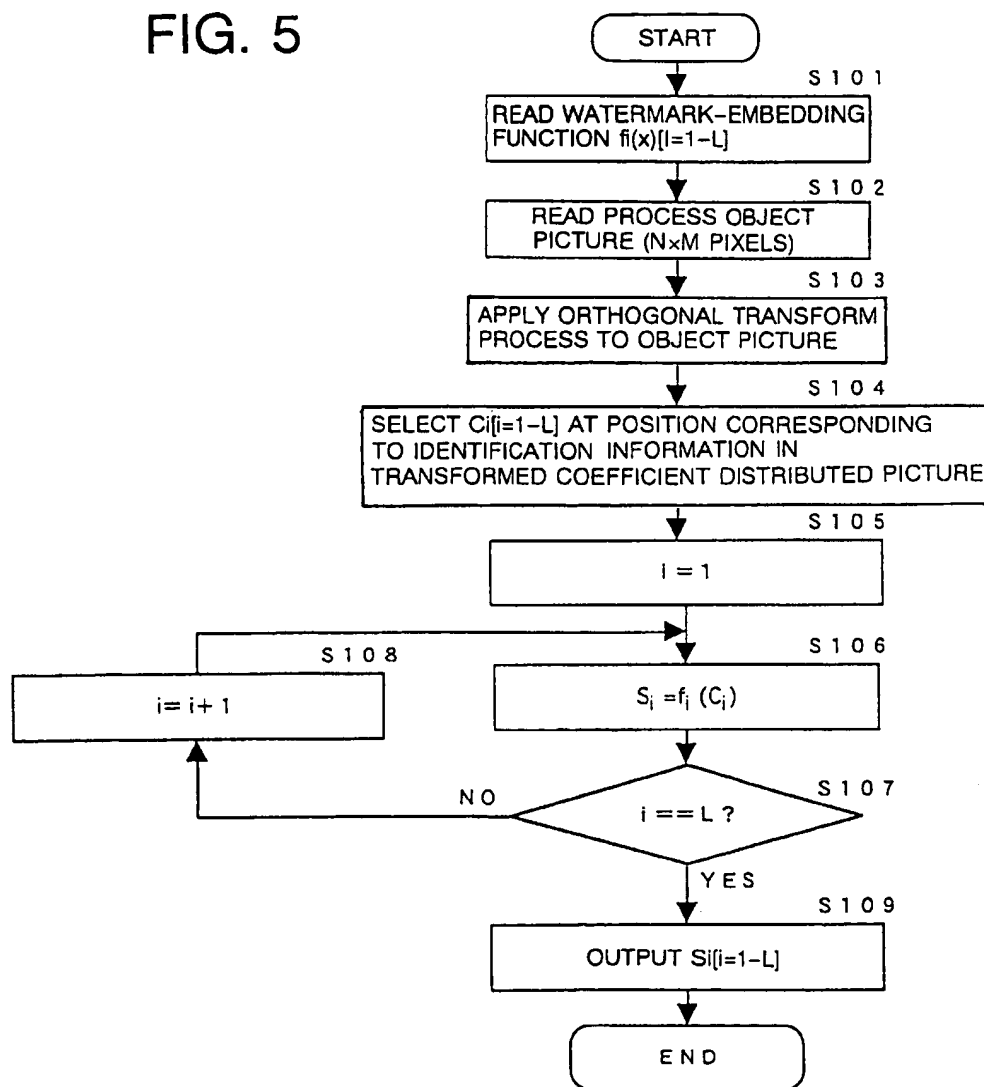 FIG. 5
START
S101
READ WATERMARK-EMBEDDING
FUNCTION fi(x)[I=1-L]
S102
READ PROCESS OBJECT
PICTURE (N×M PIXELS)
S103
APPLY ORTHOGONAL TRANSFORM
PROCESS TO OBJECT PICTURE
S104
SELECT Ci[i=1-L] AT POSITION CORRESPONDING
TO IDENTIFICATION INFORMATION IN
TRANSFORMED COEFFICIENT DISTRIBUTED PICTURE
S105
I = 1
S108
i= i+ 1
S106
Si =fi (Ci)
S107
NO
i == L ?
YES
S109
OUTPUT Si[i=1-L]
END